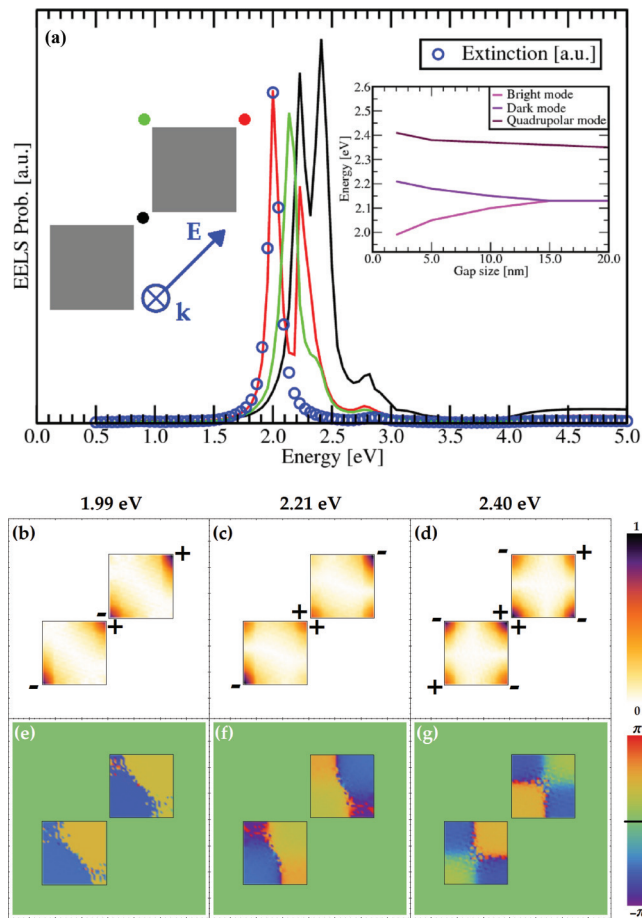 (a)
Extinction [a.u.]
EELS Prob. [a.u.]
E
k
Bright mode
Dark mode
Quadrupolar mode
Energy [eV]
2.6
2.5
2.4
2.3
2.2
2.1
2.0
0.0 5.0 10.0 15.0 20.0
Gap size [nm]
0.0 0.5 1.0 1.5 2.0 2.5 3.0 3.5 4.0 4.5 5.0
Energy [eV]
1.99 eV 2.21 eV 2.40 eV
(b) (c) (d)
+ - - +
- + + + - -
- + + +
- - + -
1
0
(e) (f) (g)
π
-π